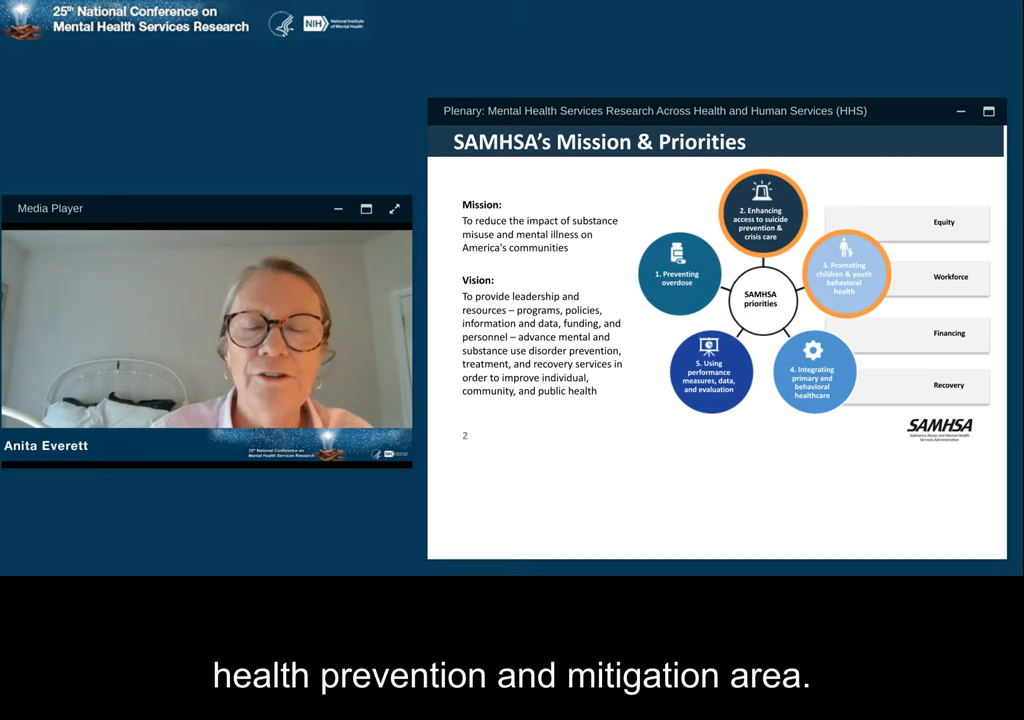 25th National Conference on
Mental Health Services Research
NIH
National Institute
of Mental Health
Plenary: Mental Health Services Research Across Health and Human Services (HHS)
SAMHSA's Mission & Priorities
Media Player
Mission:
To reduce the impact of substance
misuse and mental illness on
America's communities
Vision:
To provide leadership and
resources – programs, policies,
information and data, funding, and
personnel – advance mental and
substance use disorder prevention,
treatment, and recovery services in
order to improve individual,
community, and public health
2
SAMHSA
priorities
1. Preventing
overdose
2. Enhancing
access to suicide
prevention &
crisis care
3. Promoting
children & youth
behavioral
health
4. Integrating
primary and
behavioral
healthcare
5. Using
performance
measures, data,
and evaluation
Equity
Workforce
Financing
Recovery
SAMHSA
Substance Abuse and Mental Health
Services Administration
Anita Everett
25th National Conference on
Mental Health Services Research
NIH
health prevention and mitigation area.